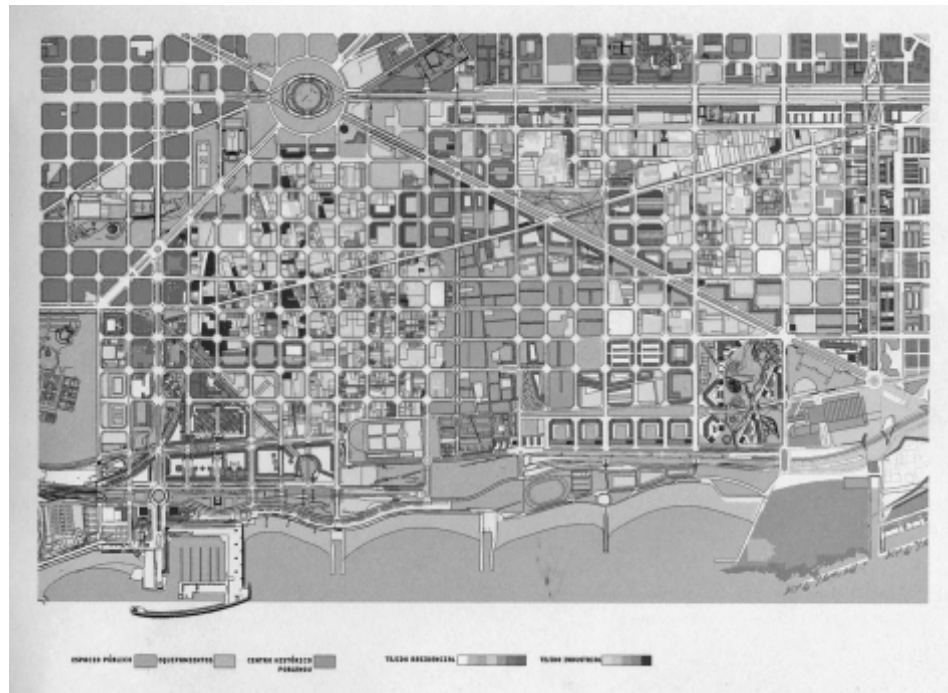 ESPACIO PÚBLICO
EQUIPAMIENTOS
CENTRO HISTÓRICO
POBLENOU
TEJIDO RESIDENCIAL
TEJIDO INDUSTRIAL